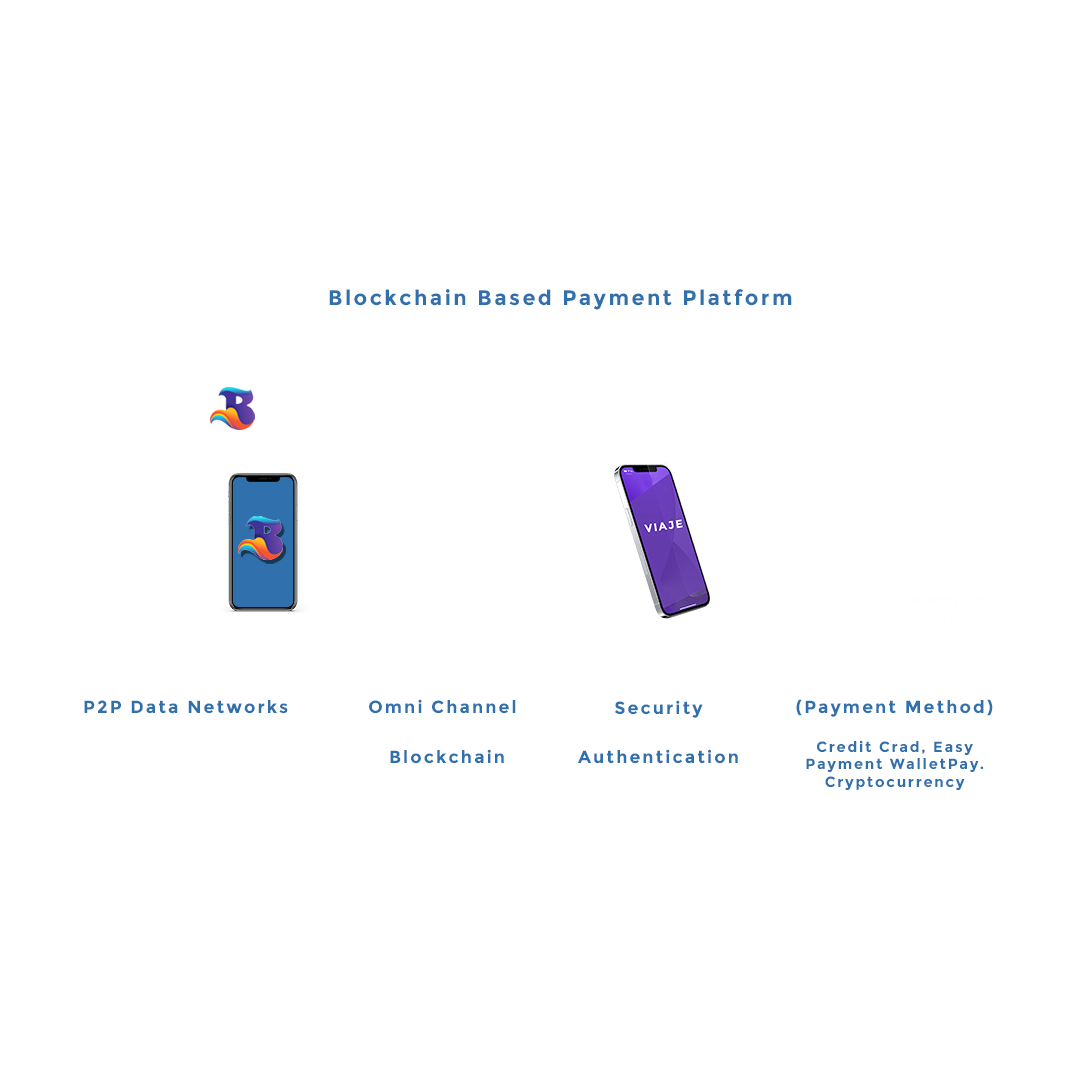 Blockchain Based Payment Platform
B
B
VIAJE
P2P Data Networks
Omni Channel
Security
(Payment Method)
Blockchain
Authentication
Credit Crad, Easy
Payment WalletPay.
Cryptocurrency